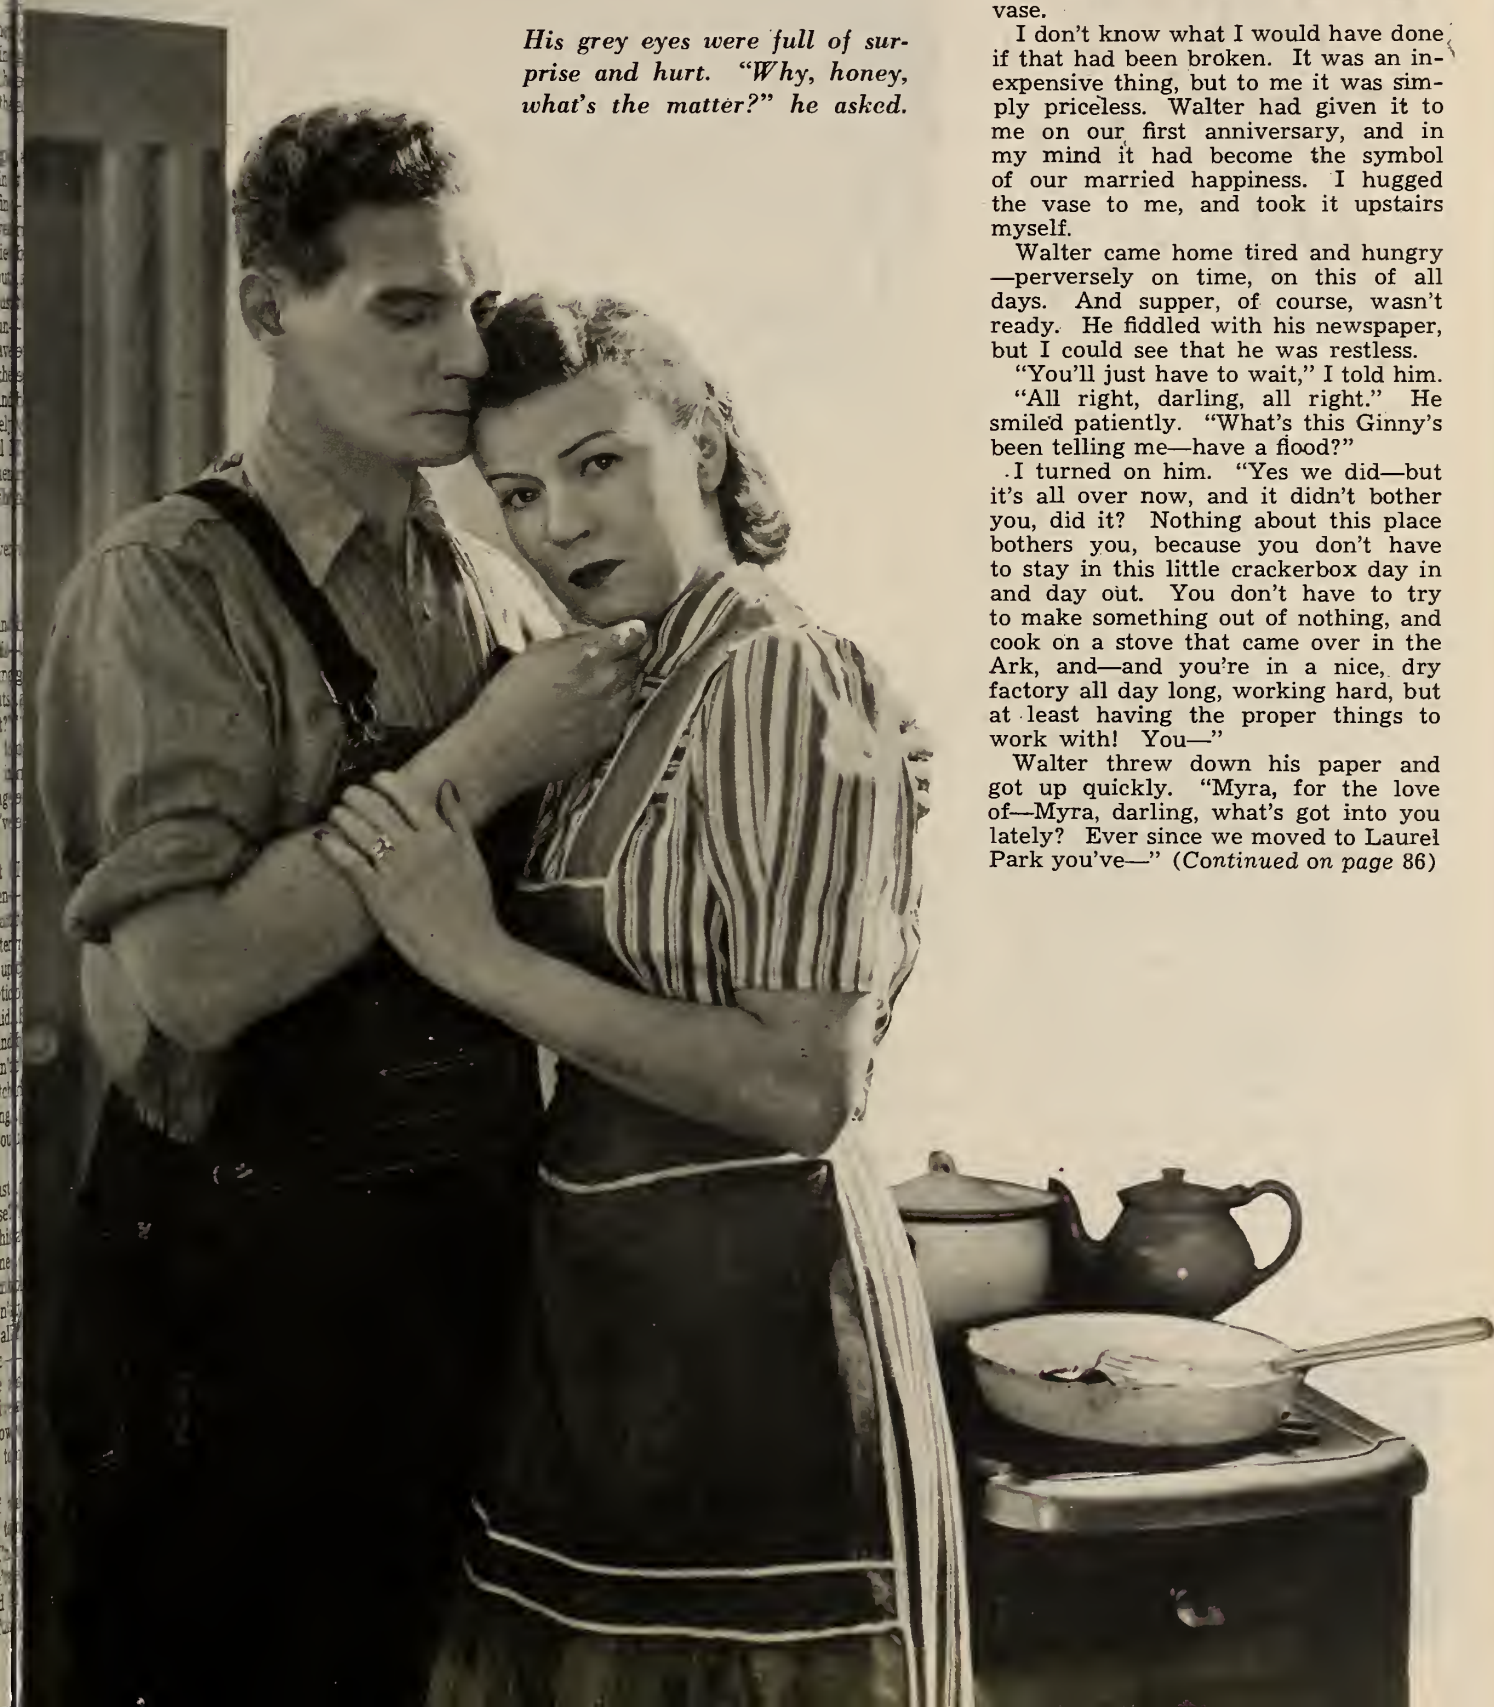 His grey eyes were full of sur-
prise and hurt. “Why, honey,
what's the matter?” he asked.
vase.
I don't know what I would have done
if that had been broken. It was an in-
expensive thing, but to me it was sim-
ply priceless. Walter had given it to
me on our first anniversary, and in
my mind it had become the symbol
of our married happiness. I hugged
the vase to me, and took it upstairs
myself.
Walter came home tired and hungry
—perversely on time, on this of all
days. And supper, of course, wasn't
ready. He fiddled with his newspaper,
but I could see that he was restless.
“You'll just have to wait,” I told him.
“All right, darling, all right.” He
smiled patiently. “What's this Ginny's
been telling me—have a flood?”
I turned on him. “Yes we did—but
it's all over now, and it didn't bother
you, did it? Nothing about this place
bothers you, because you don't have
to stay in this little crackerbox day in
and day out. You don't have to try
to make something out of nothing, and
cook on a stove that came over in the
Ark, and—and you're in a nice, dry
factory all day long, working hard, but
at least having the proper things to
work with! You—”
Walter threw down his paper and
got up quickly. “Myra, for the love
of—Myra, darling, what's got into you
lately? Ever since we moved to Laurel
Park you've—” (Continued on page 86)